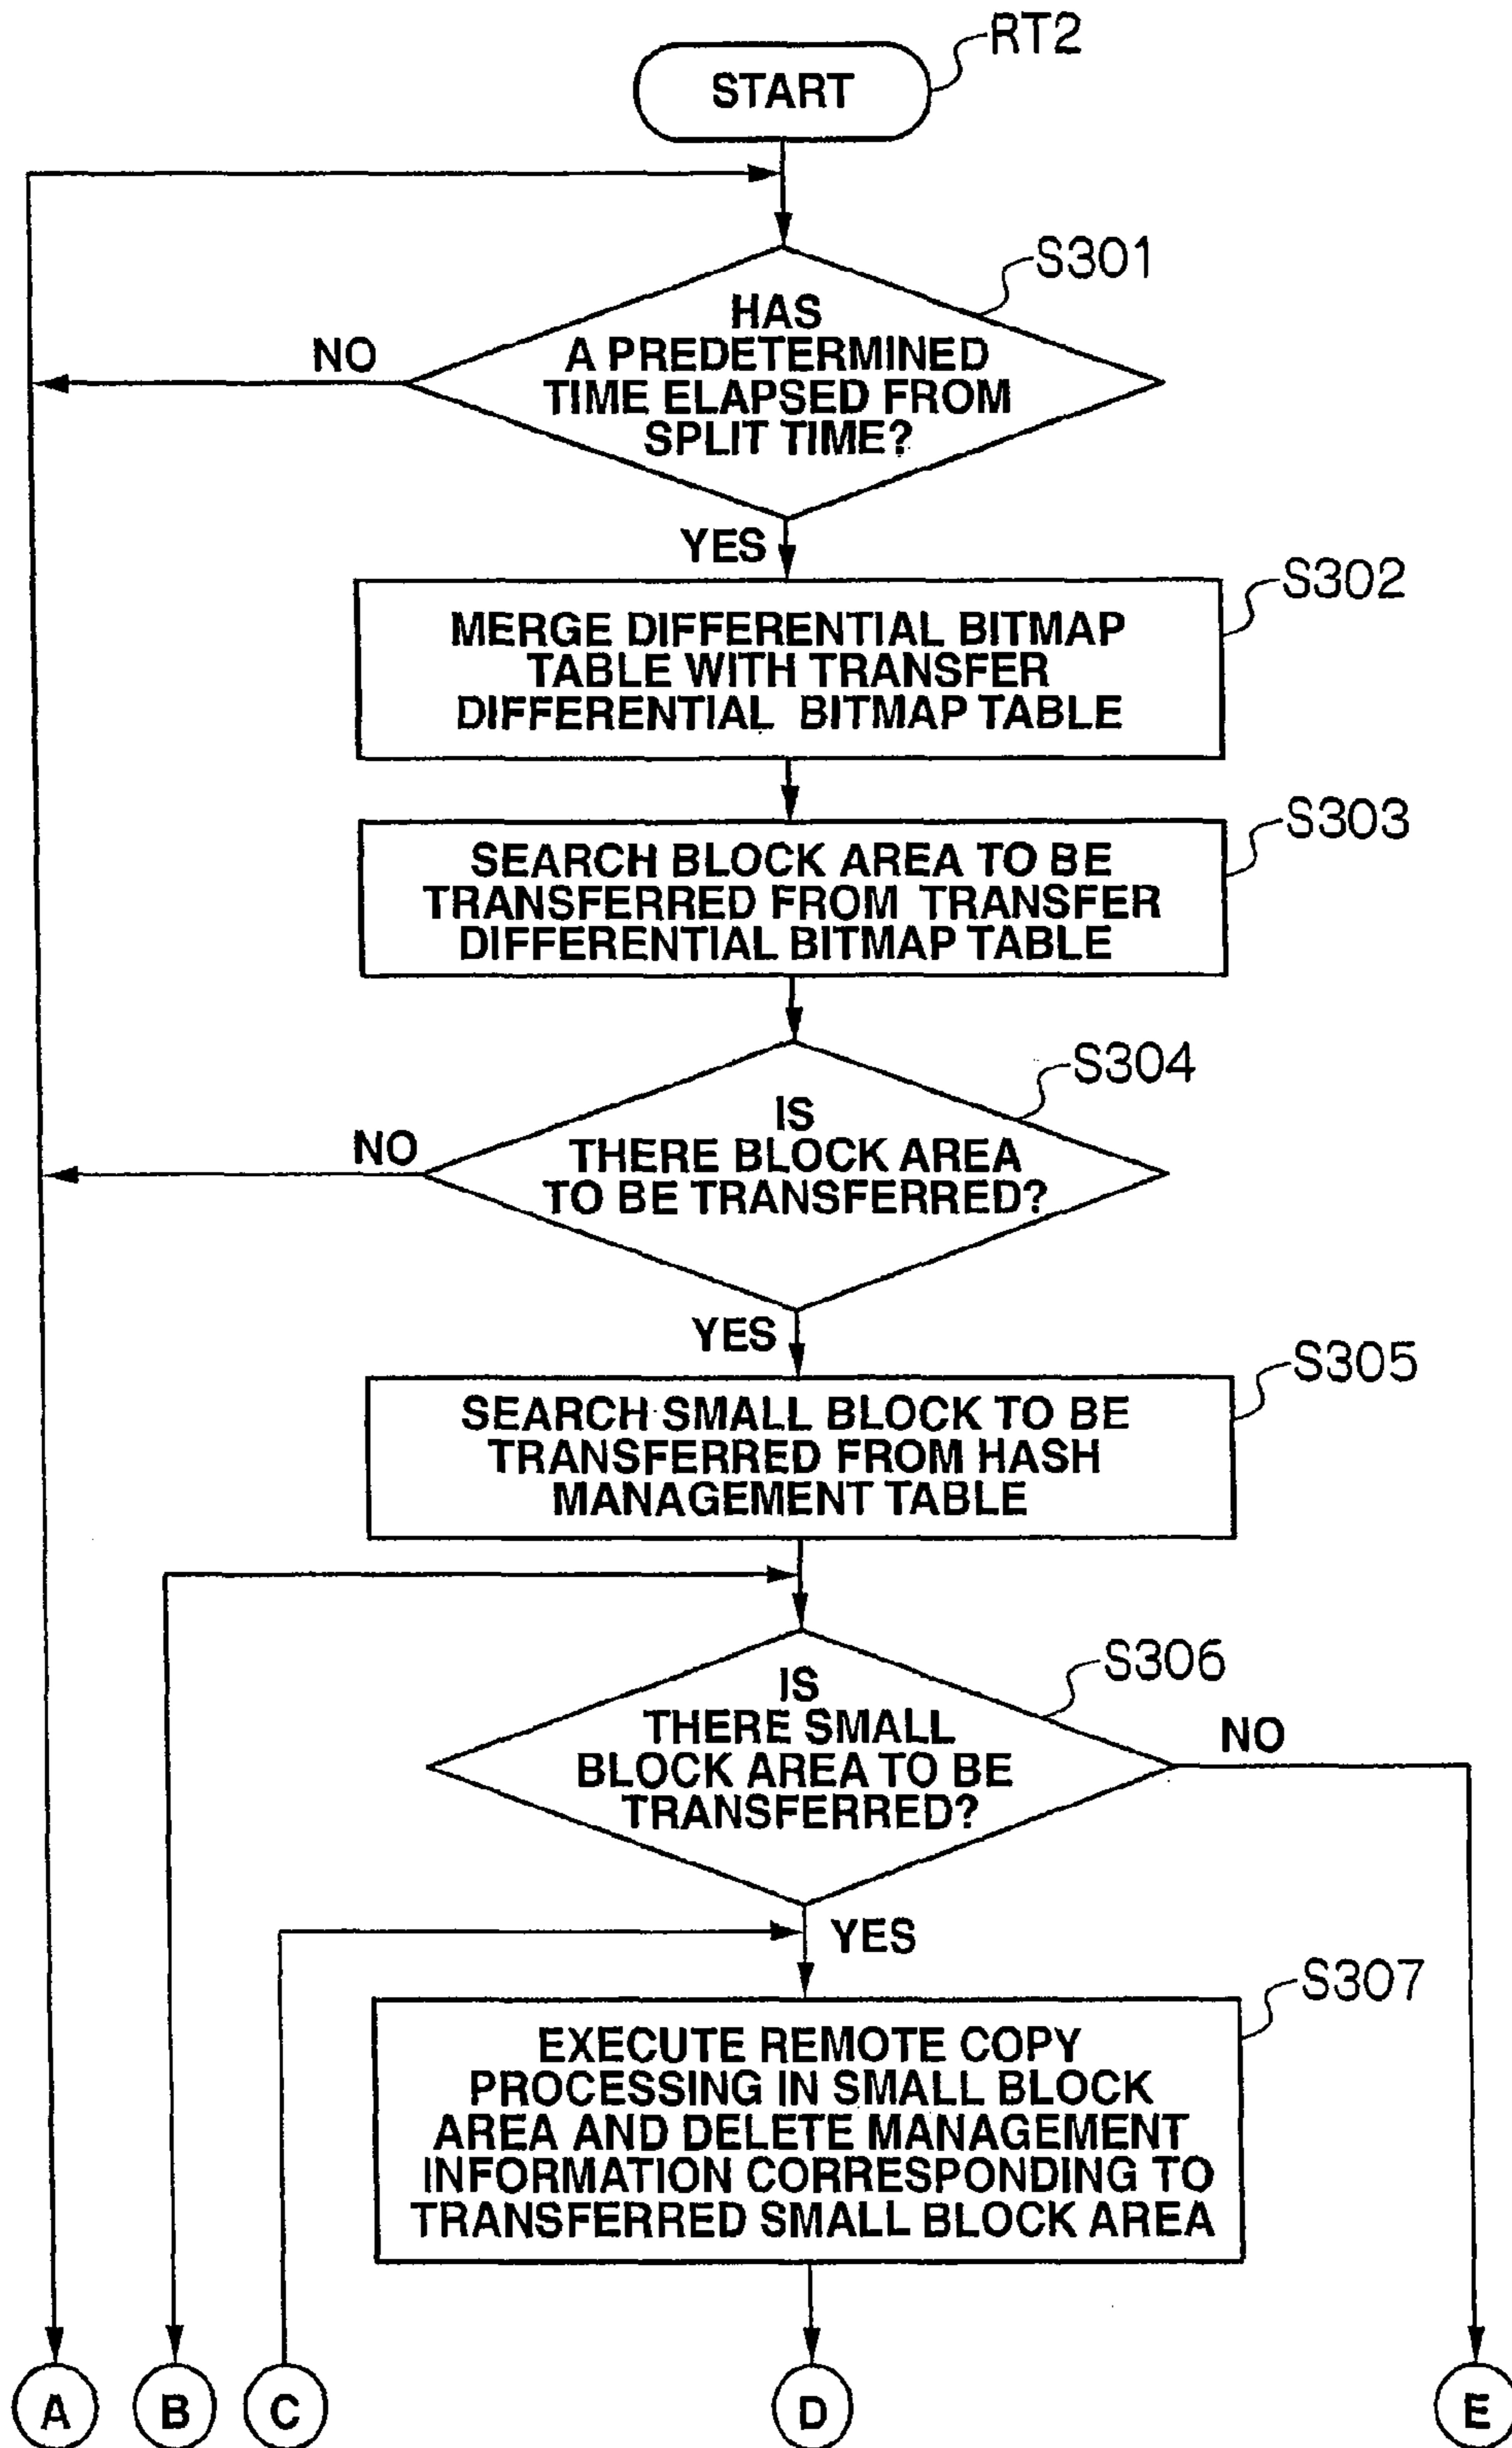 RT2
START
S301
HAS
A PREDETERMINED
TIME ELAPSED FROM
SPLIT TIME?
NO
YES
S302
MERGE DIFFERENTIAL BITMAP
TABLE WITH TRANSFER
DIFFERENTIAL BITMAP TABLE
S303
SEARCH BLOCK AREA TO BE
TRANSFERRED FROM TRANSFER
DIFFERENTIAL BITMAP TABLE
S304
IS
THERE BLOCK AREA
TO BE TRANSFERRED?
NO
YES
S305
SEARCH SMALL BLOCK TO BE
TRANSFERRED FROM HASH
MANAGEMENT TABLE
S306
IS
THERE SMALL
BLOCK AREA TO BE
TRANSFERRED?
NO
YES
S307
EXECUTE REMOTE COPY
PROCESSING IN SMALL BLOCK
AREA AND DELETE MANAGEMENT
INFORMATION CORRESPONDING TO
TRANSFERRED SMALL BLOCK AREA
A B C D E